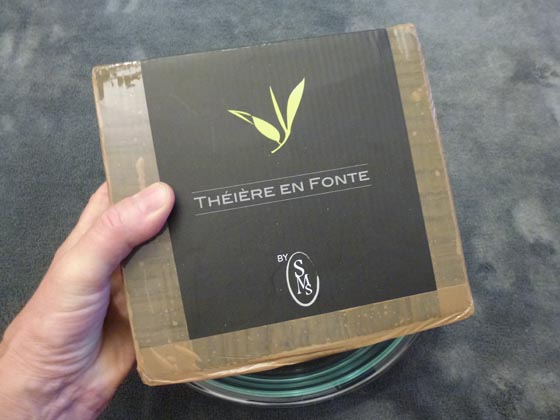 THÉIÈRE EN FONTE
BY SMS